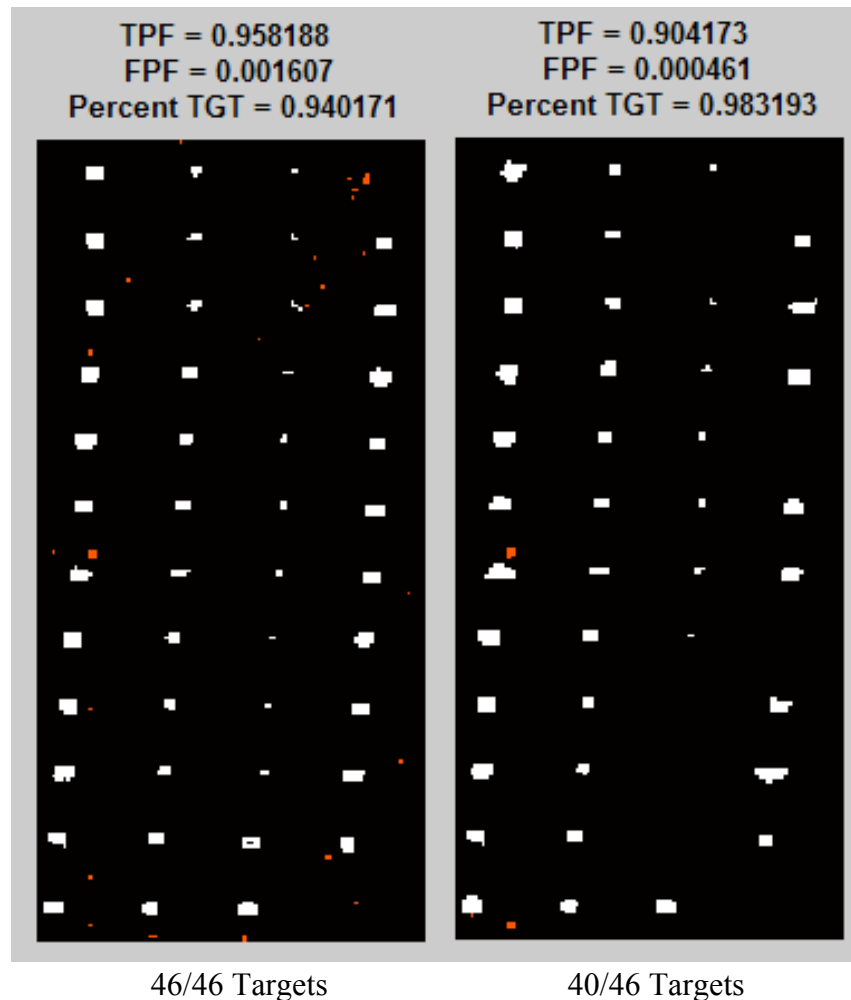 TPF = 0.958188
FPF = 0.001607
Percent TGT = 0.940171
TPF = 0.904173
FPF = 0.000461
Percent TGT = 0.983193
46/46 Targets
40/46 Targets